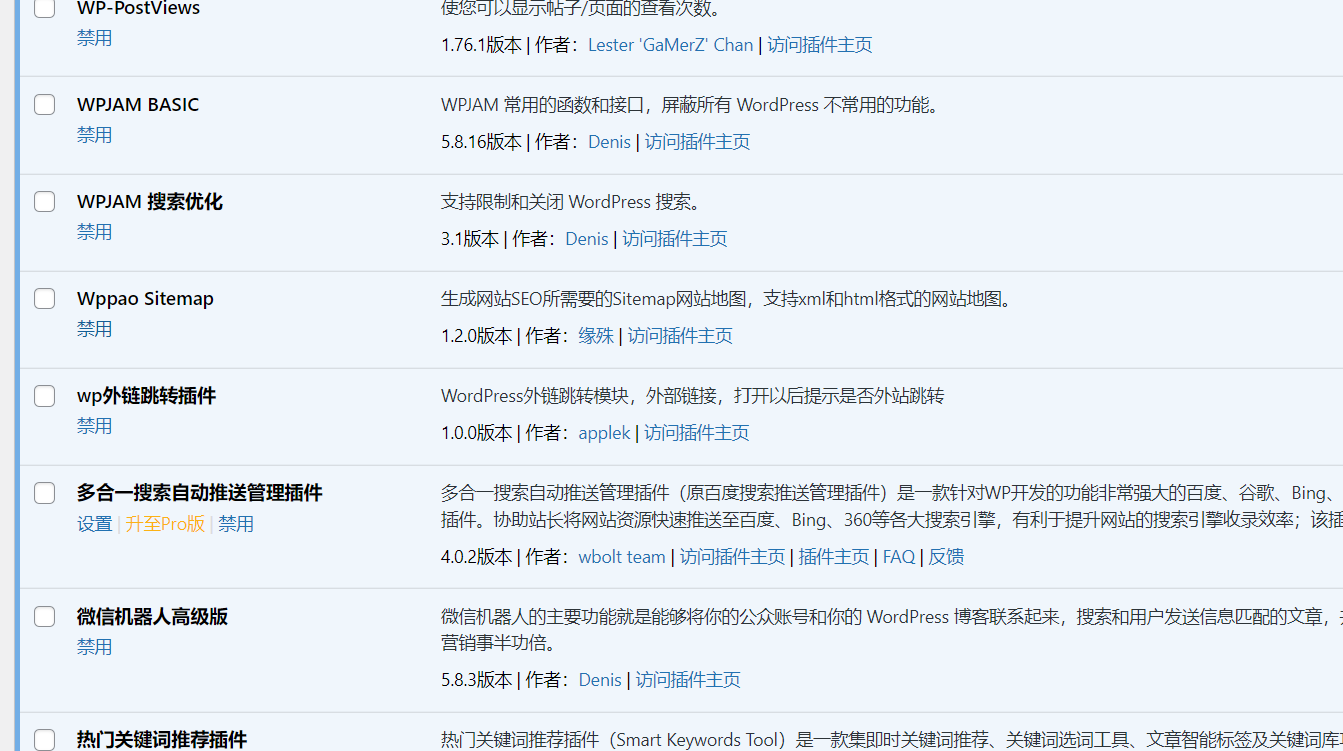 WP-PostViews
使您可以显示帖子/页面的查看次数。
禁用
1.76.1版本 | 作者：Lester 'GaMerZ' Chan | 访问插件主页
WPJAM BASIC
WPJAM 常用的函数和接口，屏蔽所有 WordPress 不常用的功能。
禁用
5.8.16版本 | 作者：Denis | 访问插件主页
WPJAM 搜索优化
支持限制和关闭 WordPress 搜索。
禁用
3.1版本 | 作者：Denis | 访问插件主页
Wppao Sitemap
生成网站SEO所需要的Sitemap网站地图，支持xml和html格式的网站地图。
禁用
1.2.0版本 | 作者：缘殊 | 访问插件主页
wp外链跳转插件
WordPress外链跳转模块，外部链接，打开以后提示是否外站跳转
禁用
1.0.0版本 | 作者：applek | 访问插件主页
多合一搜索自动推送管理插件
多合一搜索自动推送管理插件（原百度搜索推送管理插件）是一款针对WP开发的功能非常强大的百度、谷歌、Bing、
设置 | 升至Pro版 | 禁用
插件。协助站长将网站资源快速推送至百度、Bing、360等各大搜索引擎，有利于提升网站的搜索引擎收录效率；该插
4.0.2版本 | 作者：wbolt team | 访问插件主页 | 插件主页 | FAQ | 反馈
微信机器人高级版
微信机器人的主要功能就是能够将你的公众账号和你的 WordPress 博客联系起来，搜索和用户发送信息匹配的文章，
禁用
营销事半功倍。
5.8.3版本 | 作者：Denis | 访问插件主页
热门关键词推荐插件
热门关键词推荐插件（Smart Keywords Tool）是一款集即时关键词推荐、关键词选词工具、文章智能标签及关键词库